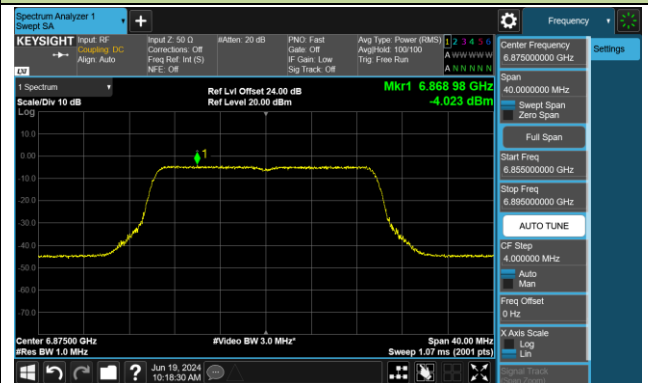 Spectrum Analyzer 1
Swept SA
Frequency
KEYSIGHT
Input: RF
Coupling: DC
Align: Auto
Input Z: 50 Ω
Corrections: Off
Freq Ref: Int (S)
NFE: Off
#Atten: 20 dB
PNO: Fast
Gate: Off
IF Gain: Low
Sig Track: Off
Avg Type: Power (RMS)
Avg|Hold: 100/100
Trig: Free Run
1 2 3 4 5 6
A W W W W W
A N N N N N
LXI
1 Spectrum
Scale/Div 10 dB
Log
Ref Lvl Offset 24.00 dB
Ref Level 20.00 dBm
Mkr1 6.868 98 GHz
-4.023 dBm
1
10.0
0.00
-10.0
-20.0
-30.0
-40.0
-50.0
-60.0
-70.0
Center 6.87500 GHz
#Res BW 1.0 MHz
#Video BW 3.0 MHz*
Span 40.00 MHz
Sweep 1.07 ms (2001 pts)
Jun 19, 2024
10:18:30 AM
Center Frequency
6.875000000 GHz
Settings
Span
40.0000000 MHz
Swept Span
Zero Span
Full Span
Start Freq
6.855000000 GHz
Stop Freq
6.895000000 GHz
AUTO TUNE
CF Step
4.000000 MHz
Auto
Man
Freq Offset
0 Hz
X Axis Scale
Log
Lin
Signal Track
(Span Zoom)